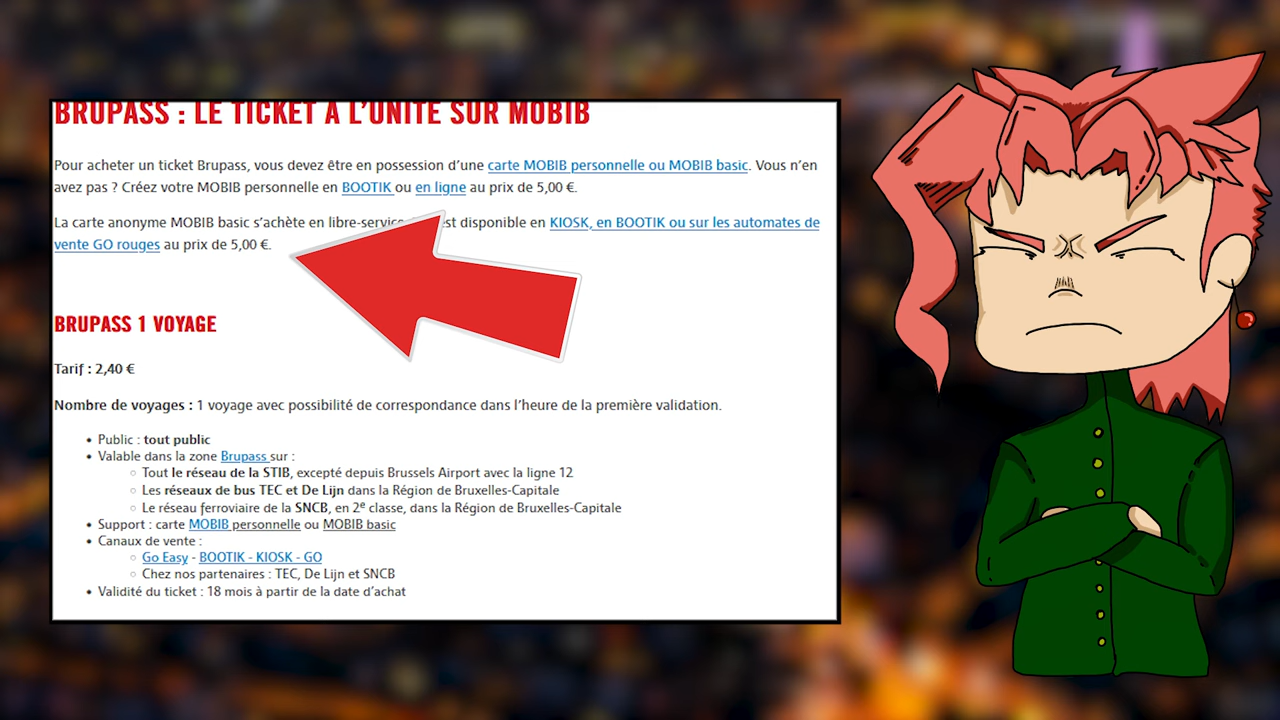 BRUPASS : LE TICKET À L'UNITÉ SUR MOBIB
Pour acheter un ticket Brupass, vous devez être en possession d'une carte MOBIB personnelle ou MOBIB basic. Vous n'en
avez pas ? Créez votre MOBIB personnelle en BOOTIK ou en ligne au prix de 5,00 €.
La carte anonyme MOBIB basic s'achète en libre-service est disponible en KIOSK, en BOOTIK ou sur les automates de
vente GO rouges au prix de 5,00 €.
BRUPASS 1 VOYAGE
Tarif : 2,40 €
Nombre de voyages : 1 voyage avec possibilité de correspondance dans l'heure de la première validation.
• Public : tout public
• Valable dans la zone Brupass sur :
○ Tout le réseau de la STIB, excepté depuis Brussels Airport avec la ligne 12
○ Les réseaux de bus TEC et De Lijn dans la Région de Bruxelles-Capitale
○ Le réseau ferroviaire de la SNCB, en 2e classe, dans la Région de Bruxelles-Capitale
• Support : carte MOBIB personnelle ou MOBIB basic
• Canaux de vente :
○ Go Easy - BOOTIK - KIOSK - GO
○ Chez nos partenaires : TEC, De Lijn et SNCB
• Validité du ticket : 18 mois à partir de la date d'achat